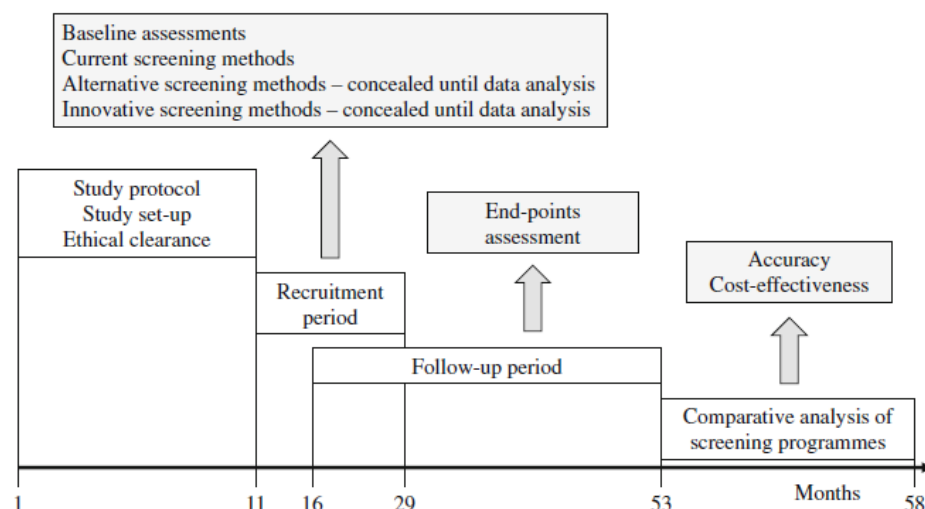 Baseline assessments
Current screening methods
Alternative screening methods – concealed until data analysis
Innovative screening methods – concealed until data analysis
Study protocol
Study set-up
Ethical clearance
End-points
assessment
Accuracy
Cost-effectiveness
Recruitment
period
Follow-up period
Comparative analysis of
screening programmes
1 11 16 29 53 Months 58